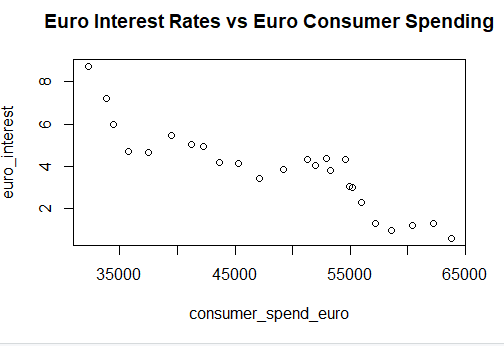 Euro Interest Rates vs Euro Consumer Spending
euro_interest
8
6
4
2
35000 45000 55000 65000
consumer_spend_euro